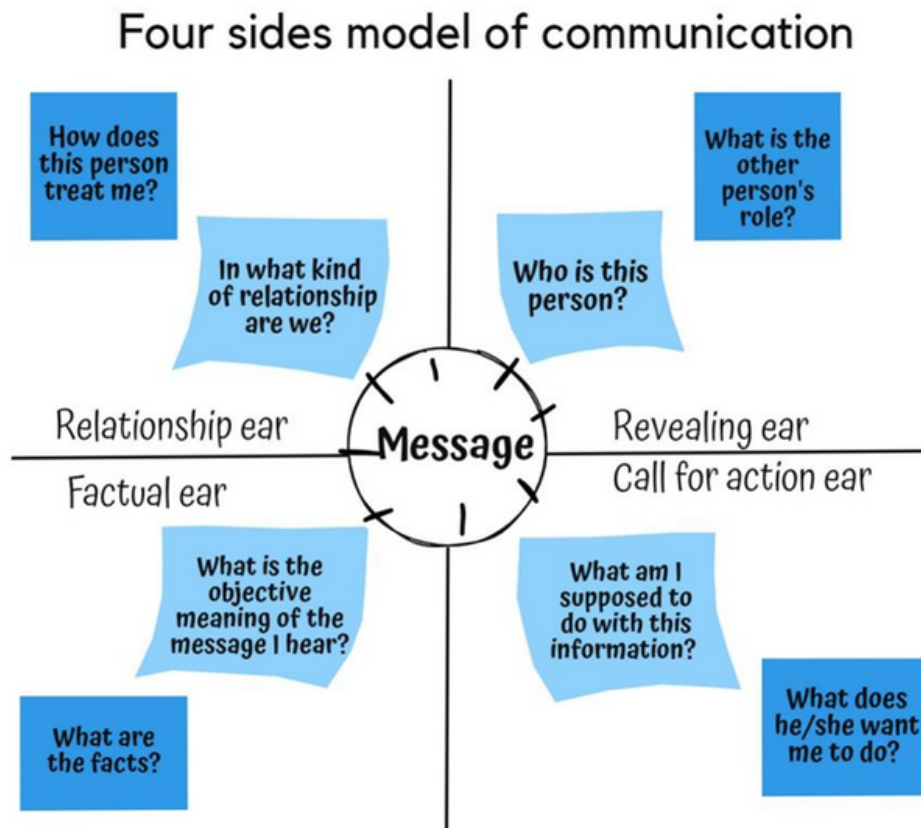 Four sides model of communication
How does
this person
treat me?
In what kind
of relationship
are we?
Who is this
person?
What is the
other
person's
role?
Relationship ear
Message
Revealing ear
Factual ear
Call for action ear
What is the
objective
meaning of the
message I hear?
What are
the facts?
What am I
supposed to
do with this
information?
What does
he/she want
me to do?